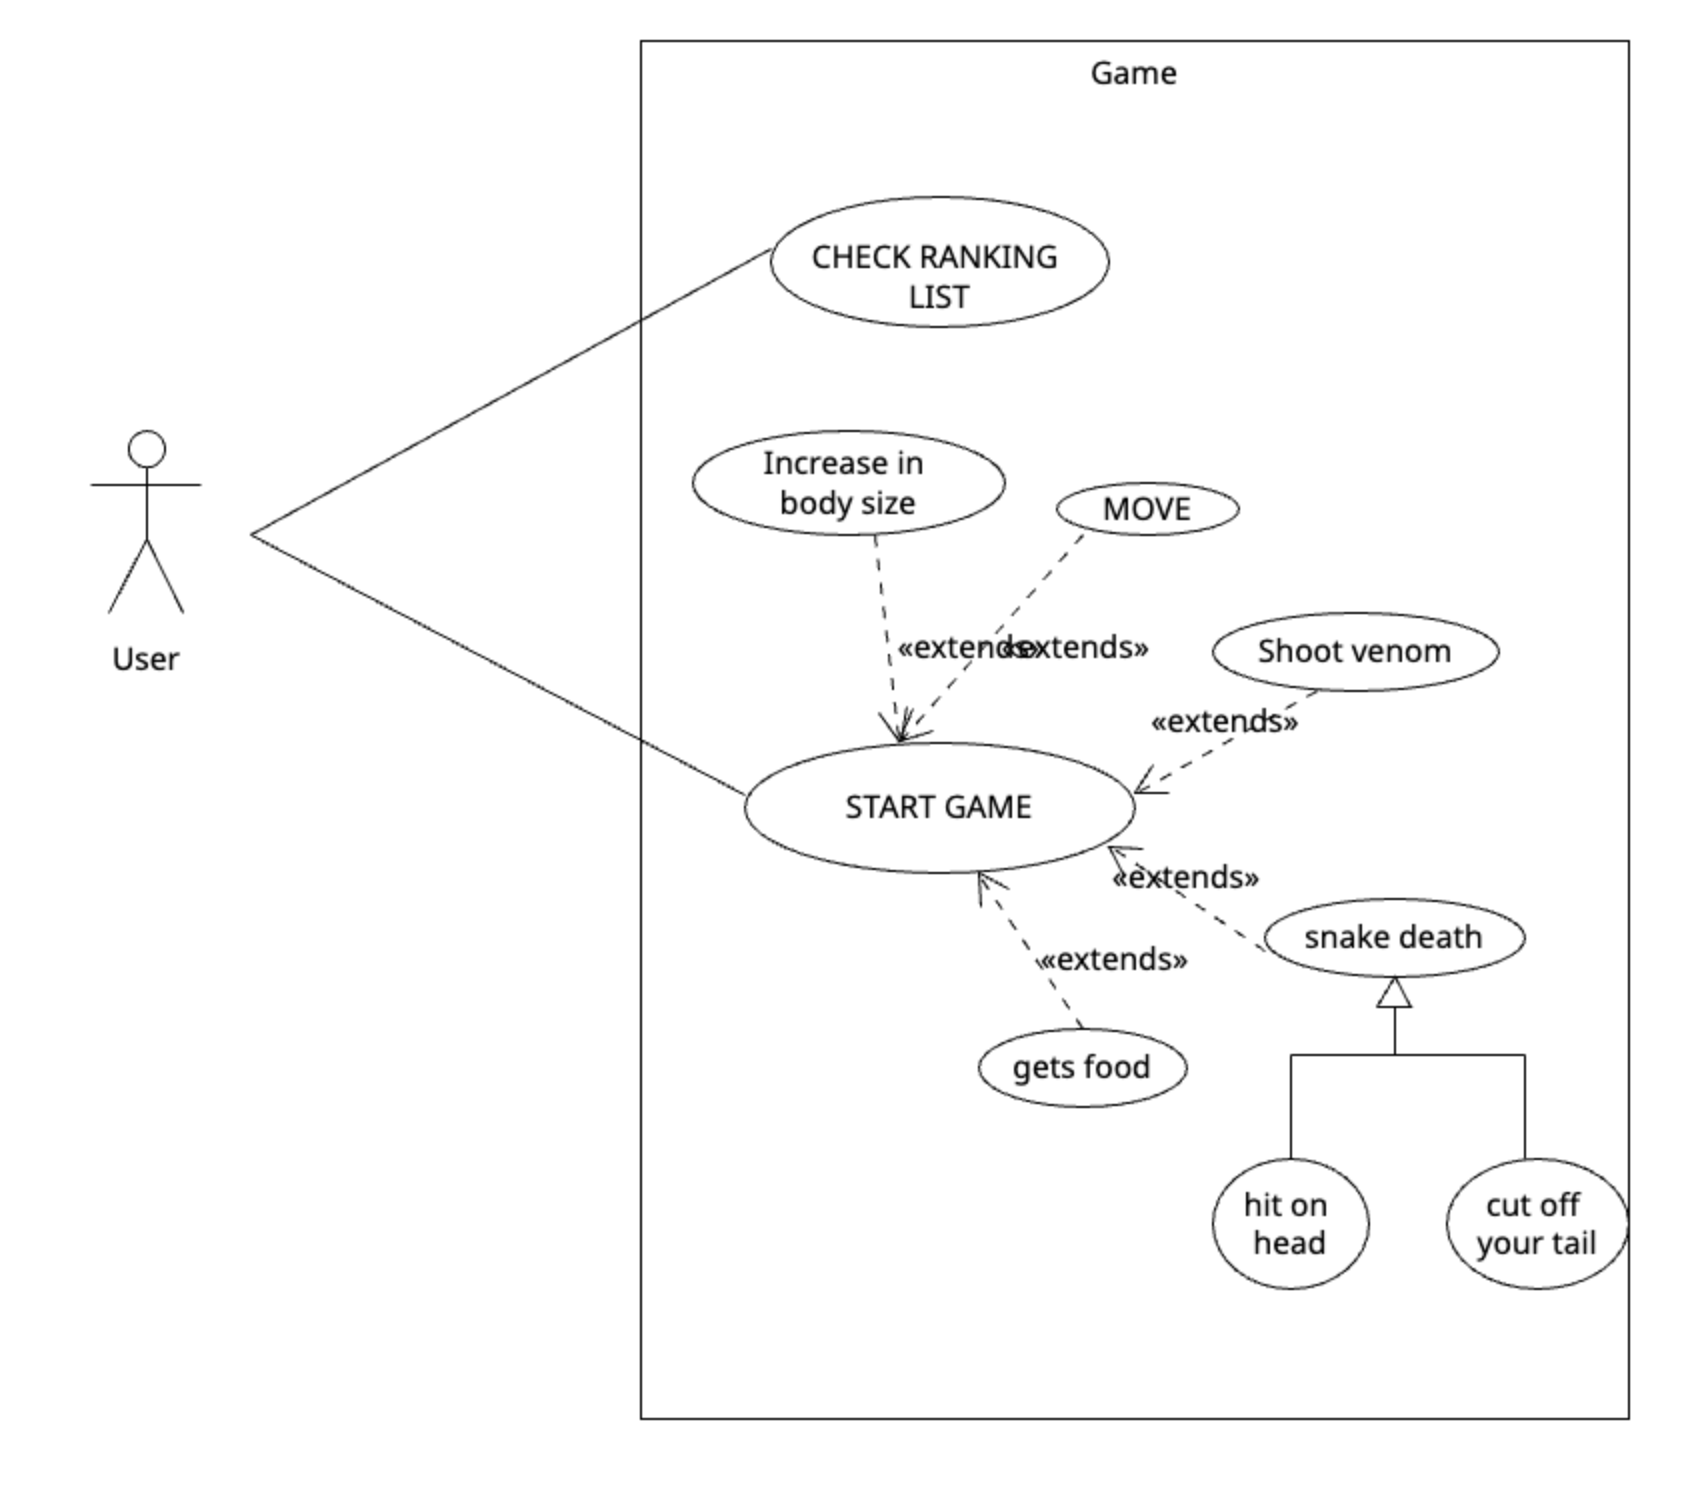 Game
CHECK RANKING
LIST
Increase in
body size
MOVE
«extends»
«extends»
Shoot venom
User
«extends»
START GAME
«extends»
snake death
«extends»
gets food
hit on
head
cut off
your tail